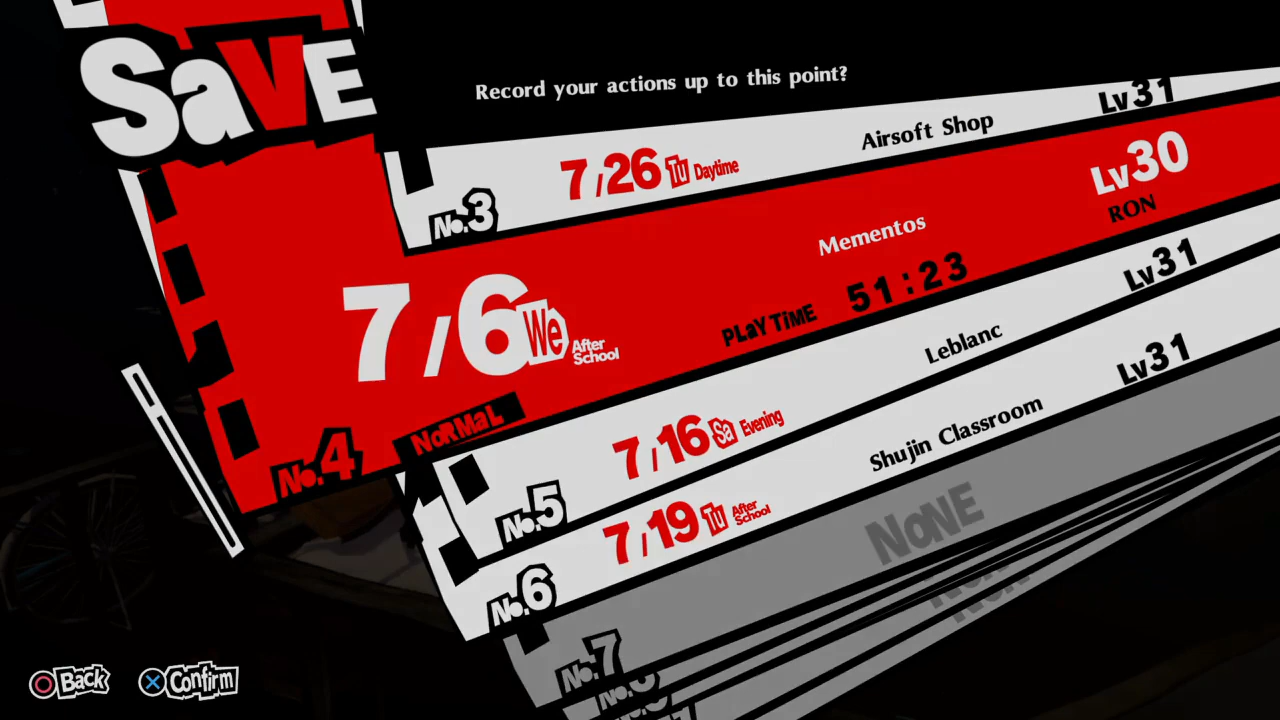 SaVE
Record your actions up to this point?
No.3 7/26 Tu Daytime Airsoft Shop Lv31
No.4 7/6 We After School Mementos Lv30
RON
PLaY TiME 51:23
NoRMaL
No.5 7/16 Sa Evening Leblanc Lv31
No.6 7/19 Tu After School Shujin Classroom Lv31
No.7 NoNE
Back Confirm